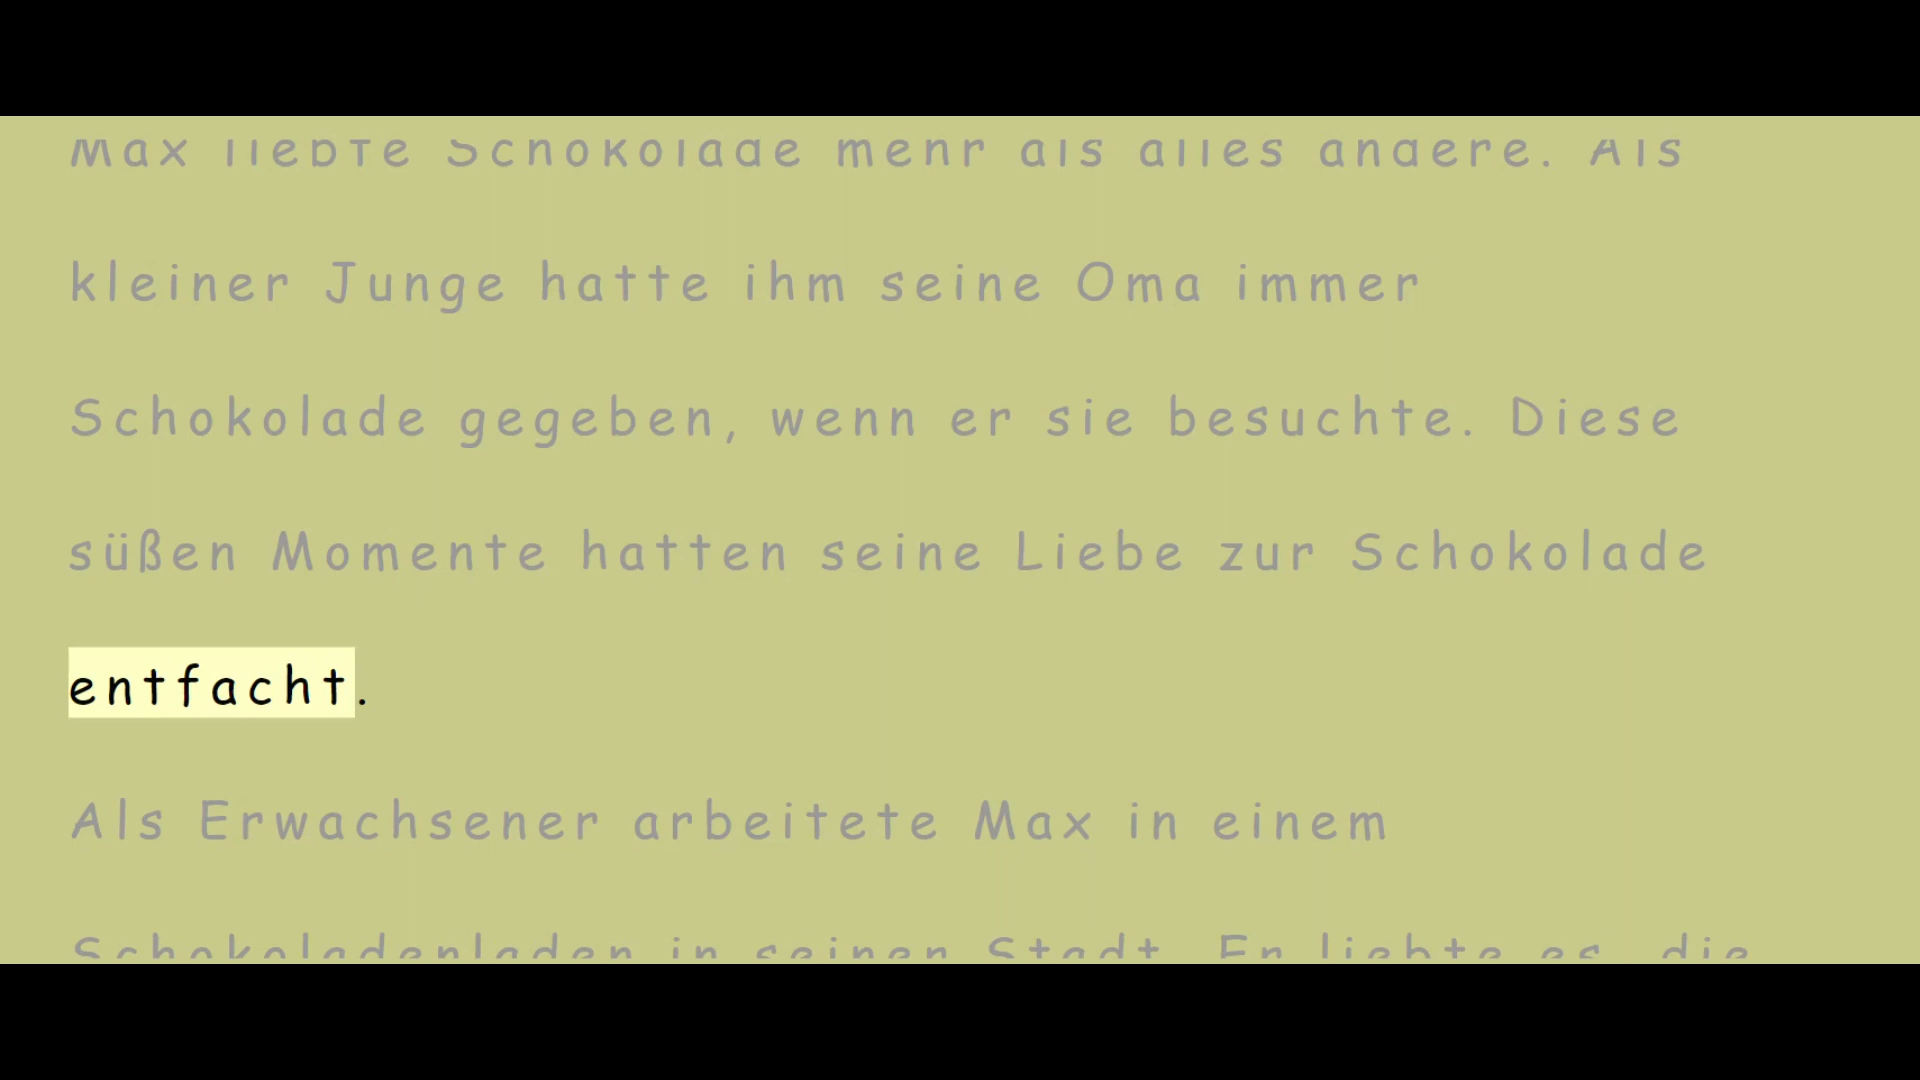 Max liebte Schokolade mehr als alles andere. Als
kleiner Junge hatte ihm seine Oma immer
Schokolade gegeben, wenn er sie besuchte. Diese
süßen Momente hatten seine Liebe zur Schokolade
entfacht.
Als Erwachsener arbeitete Max in einem
Schokoladenladen in seiner Stadt. Er liebte es, die